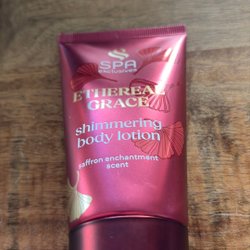 SPA
exclusives
ETHEREAL
GRACE
shimmering
body lotion
saffron enchantment
scent